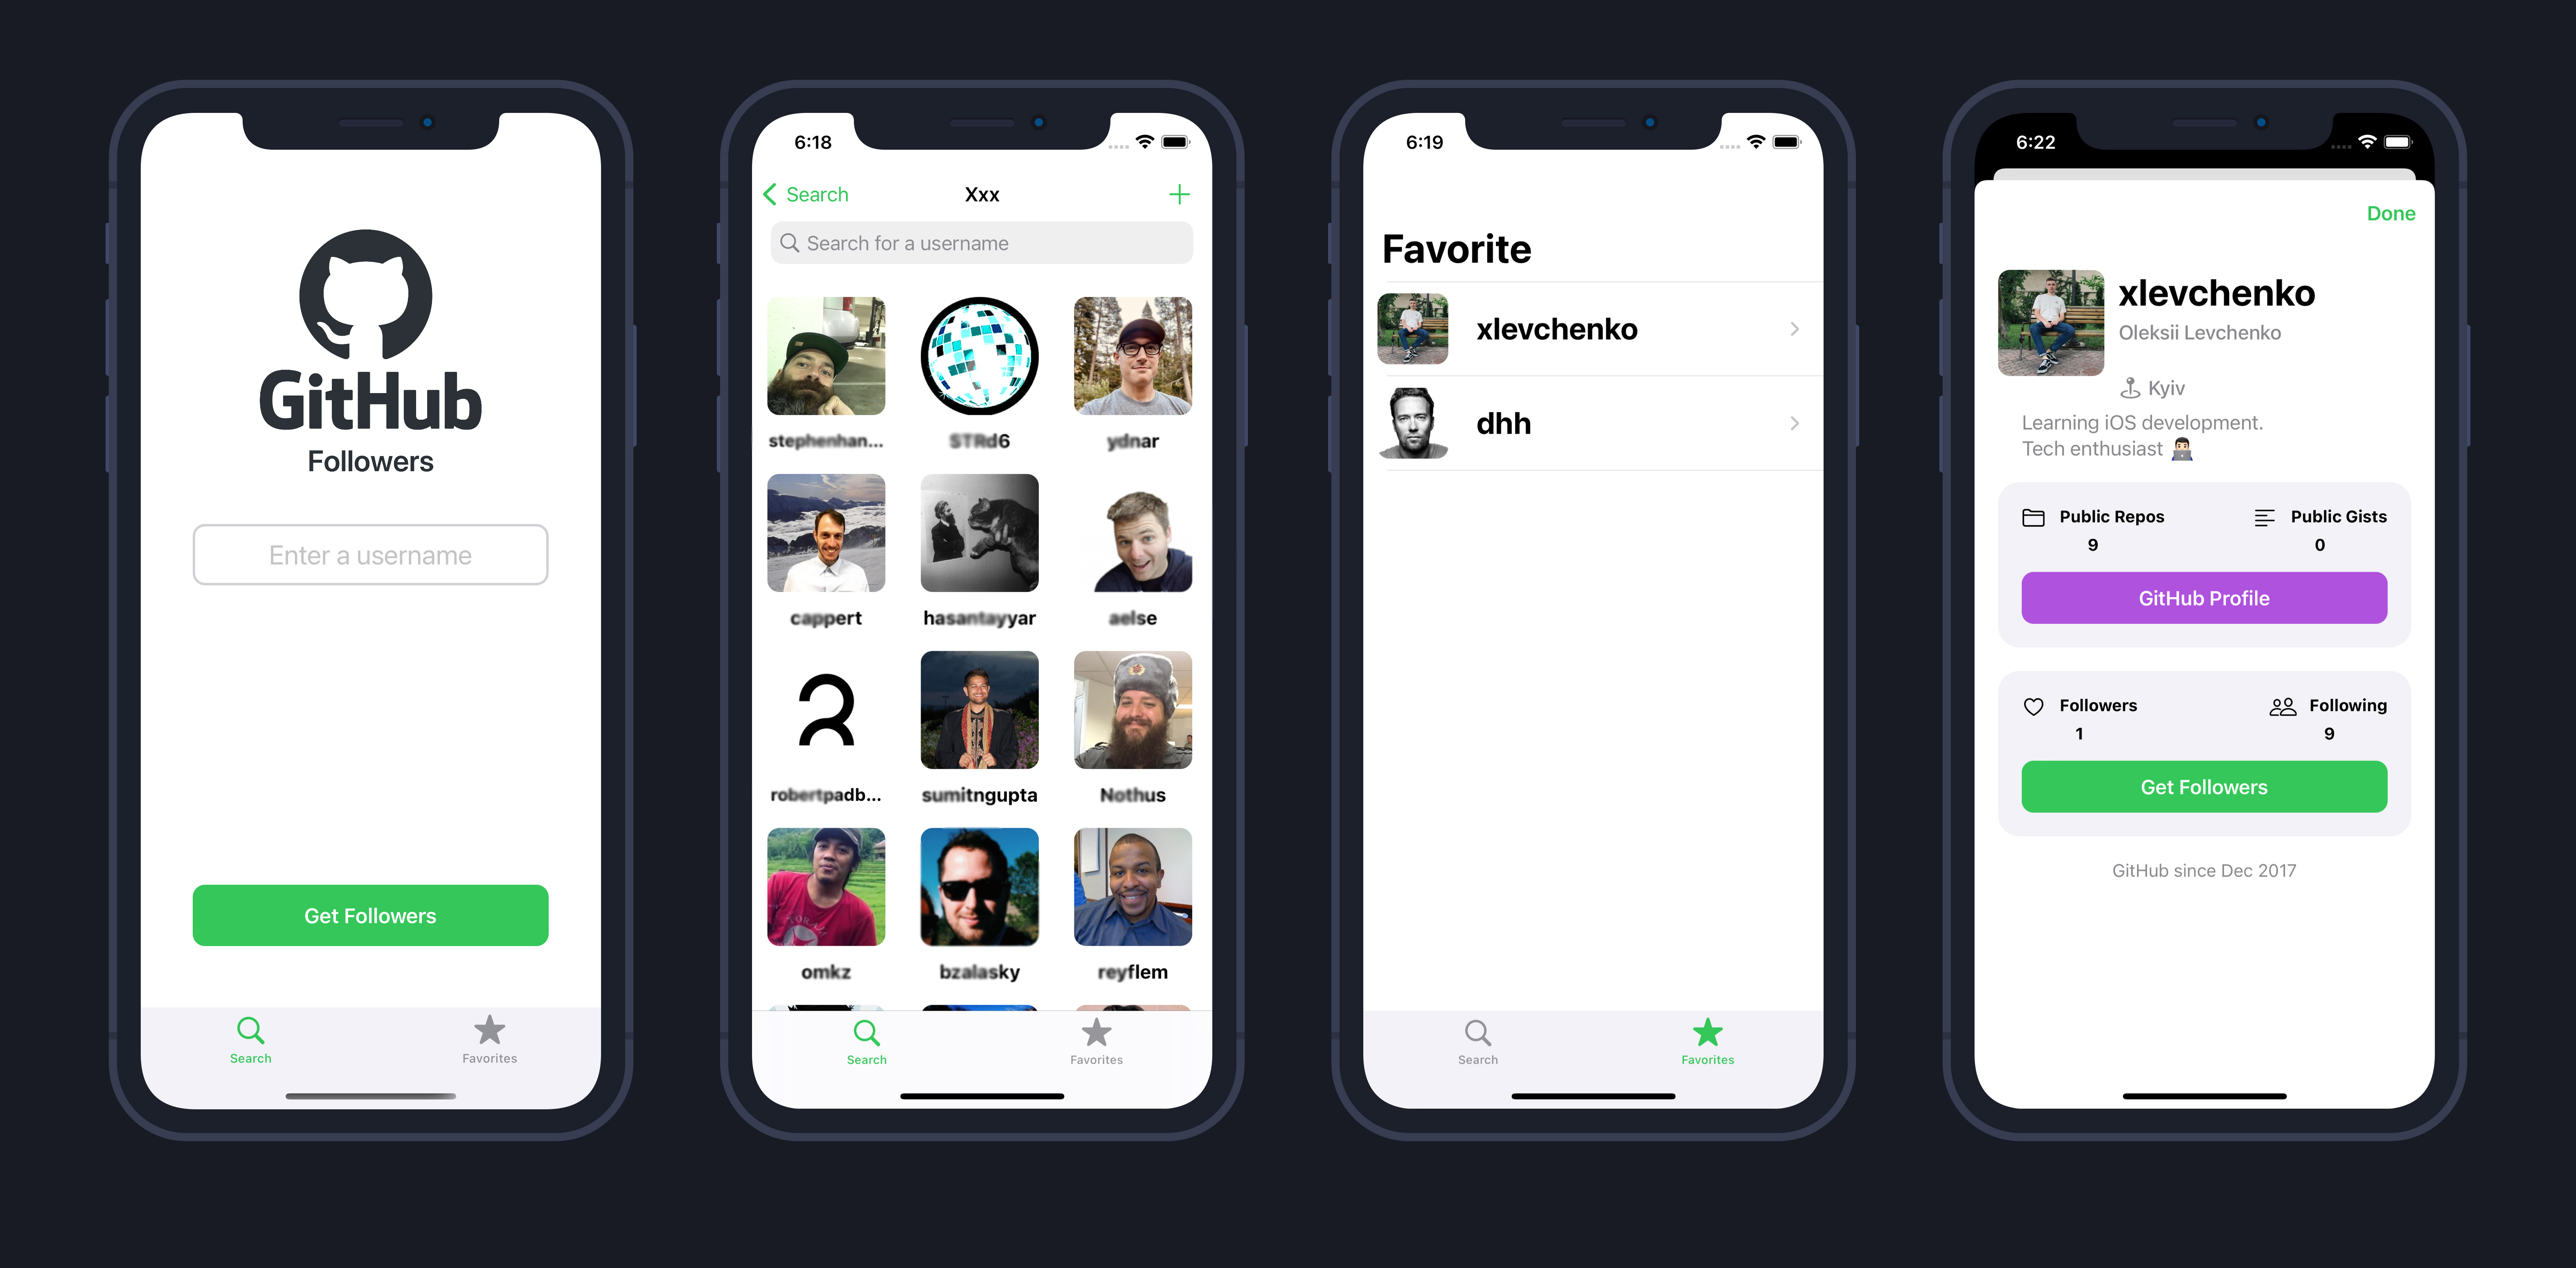 GitHub
Followers
Enter a username
Get Followers
Search
Favorites
6:18
Search
Xxx
Search for a username
stephenhan...
STRd6
ydnar
cappert
hasantayyar
aelse
robertpadb...
sumitngupta
Nothus
omkz
bzalasky
reyflem
Search
Favorites
6:19
Favorite
xlevchenko
dhh
Search
Favorites
6:22
Done
xlevchenko
Oleksii Levchenko
Kyiv
Learning iOS development.
Tech enthusiast
Public Repos
Public Gists
9
0
GitHub Profile
Followers
Following
1
9
Get Followers
GitHub since Dec 2017